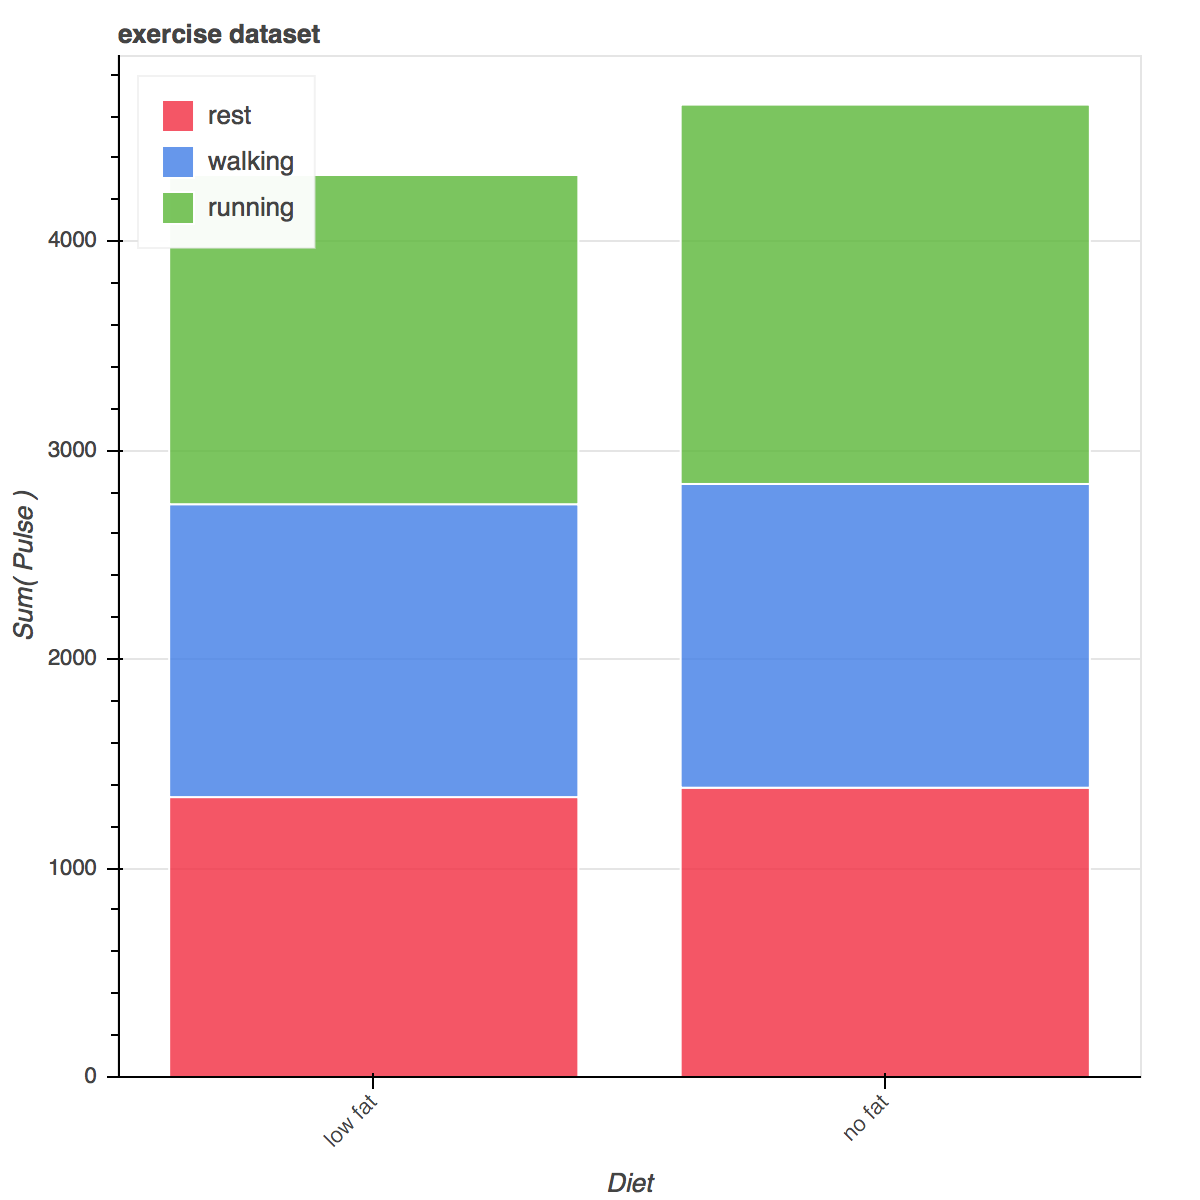 exercise dataset
rest
walking
running
4000
3000
2000
1000
0
Sum( Pulse )
low fat
no fat
Diet